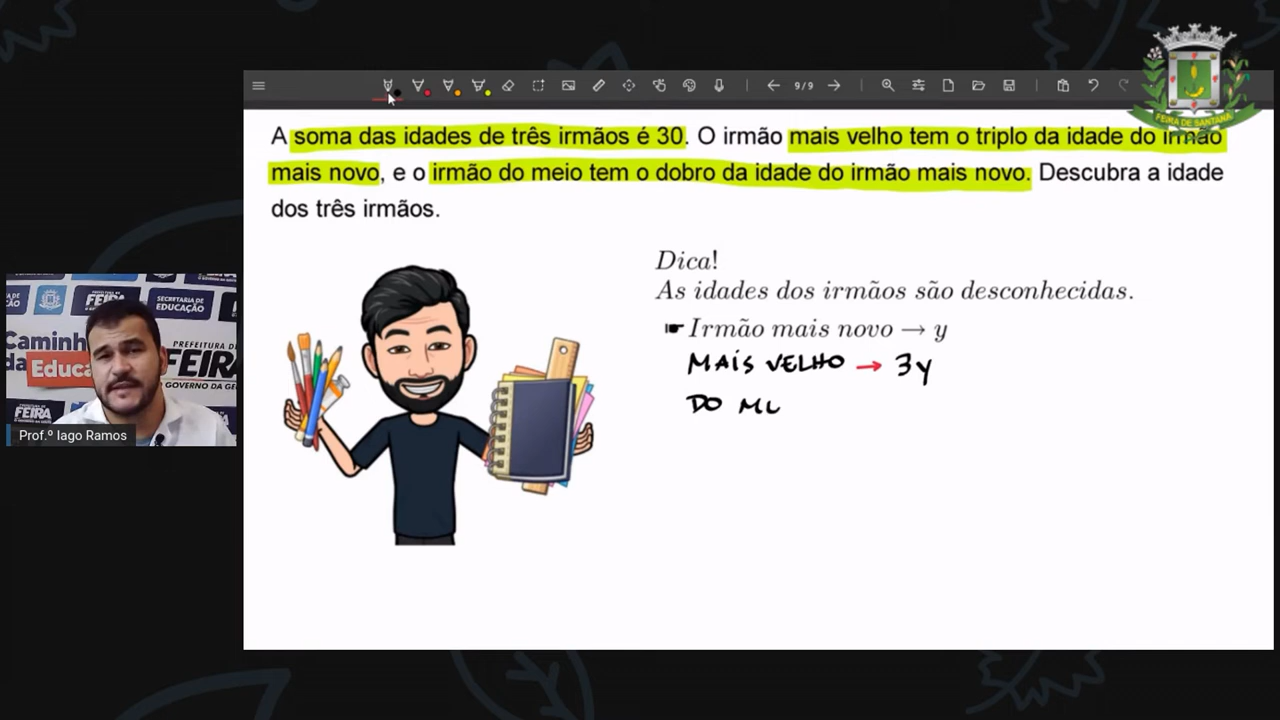 9/9
FEIRA DE SANTANA
A soma das idades de três irmãos é 30. O irmão mais velho tem o triplo da idade do irmão
mais novo, e o irmão do meio tem o dobro da idade do irmão mais novo. Descubra a idade
dos três irmãos.
Dica!
As idades dos irmãos são desconhecidas.
☛ Irmão mais novo → y
MAIS VELHO → 3y
DO
FEIRA
SECRETARIA DE
EDUCAÇÃO
Caminh
da
Educa
PREFEITURA DE
FEIRA
GOVERNO DA GE
FEIRA
Prof.º Iago Ramos